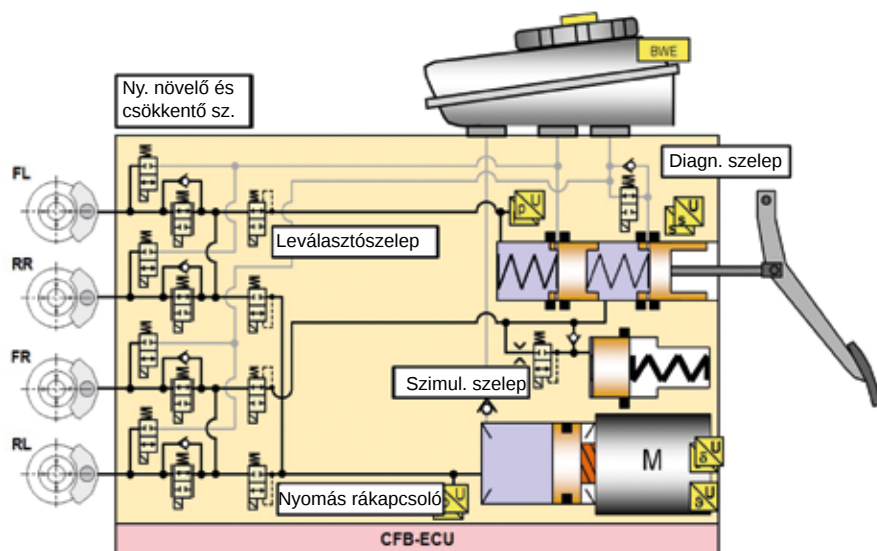 BWE
Ny. növelő és
csökkentő sz.
Diagn. szelep
FL
p U
U
s
s
Leválasztószelep
RR
FR
Szimul. szelep
RL
M
U
U
Nyomás rákapcsoló
U
CFB-ECU